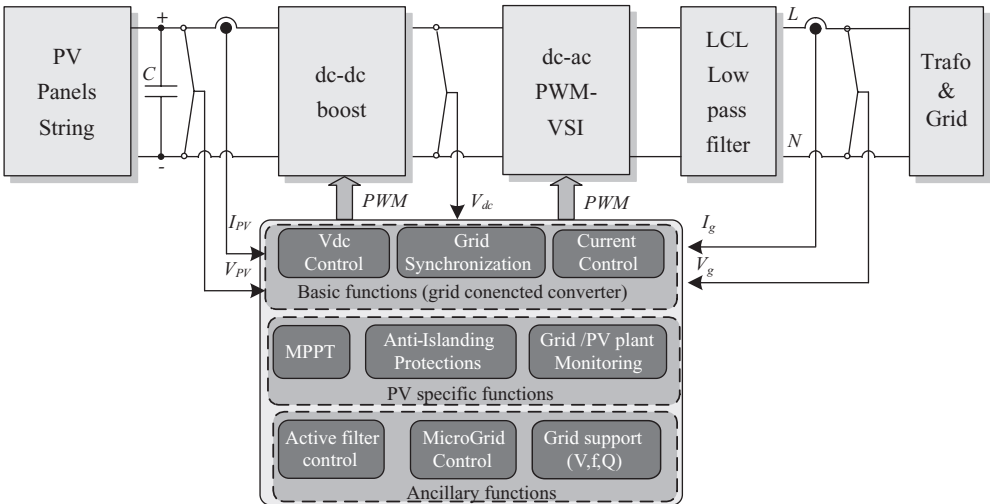 PV
Panels
String
+
C
-
dc-dc
boost
dc-ac
PWM-
VSI
LCL
Low
pass
filter
L
N
Trafo
&
Grid
PWM
V_dc
PWM
I_PV
V_PV
I_g
V_g
Vdc
Control
Grid
Synchronization
Current
Control
Basic functions (grid conencted converter)
MPPT
Anti-Islanding
Protections
Grid /PV plant
Monitoring
PV specific functions
Active filter
control
MicroGrid
Control
Grid support
(V,f,Q)
Ancillary functions